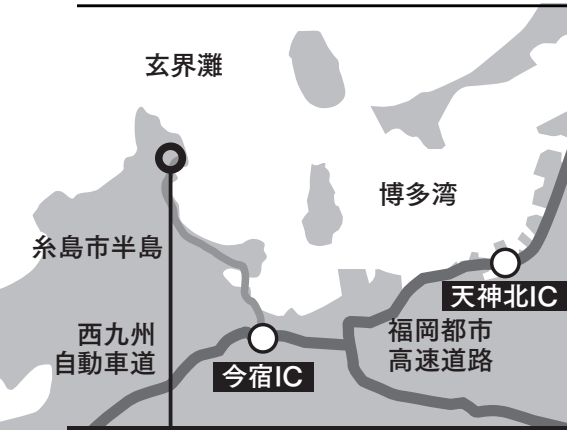 玄界灘
博多湾
糸島市半島
天神北IC
西九州
自動車道
福岡都市
高速道路
今宿IC